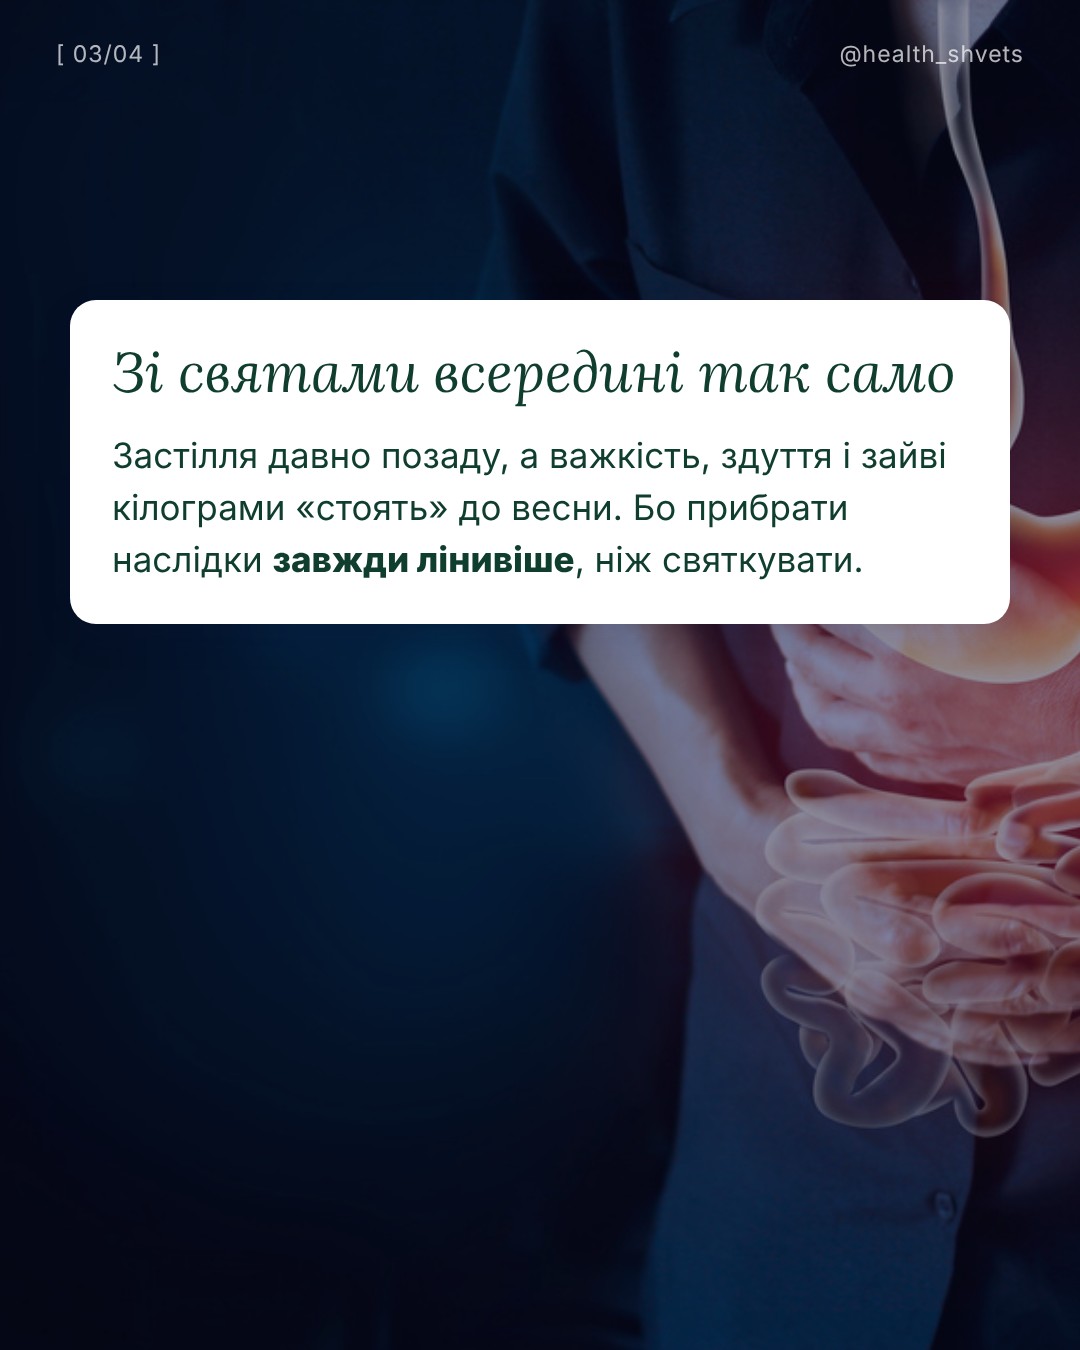 [ 03/04 ]
@health_shvets
Зі святами всередині так само
Застілля давно позаду, а важкість, здуття і зайві
кілограми «стоять» до весни. Бо прибрати
наслідки завжди лінивіше, ніж святкувати.